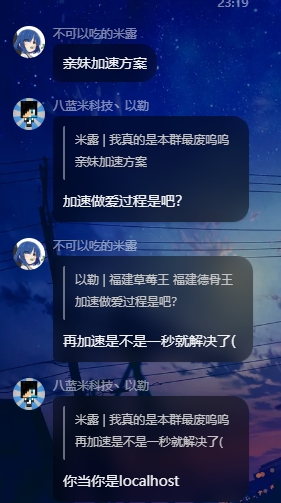 23:19
不可以吃的米露
亲妹加速方案
八蓝米科技丶以勒
米露 | 我真的是本群最废呜呜
亲妹加速方案
加速做爱过程是吧？
不可以吃的米露
以勒 | 福建草莓王 福建德骨王
加速做爱过程是吧？
再加速是不是一秒就解决了(
八蓝米科技丶以勒
米露 | 我真的是本群最废呜呜
再加速是不是一秒就解决了(
你当你是localhost